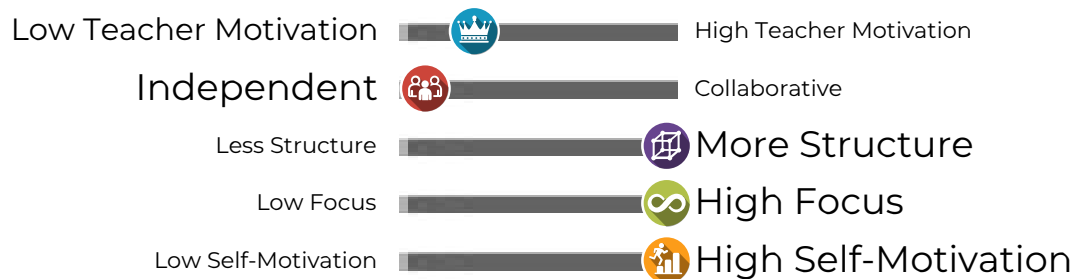 Low Teacher Motivation High Teacher Motivation
Independent Collaborative
Less Structure More Structure
Low Focus High Focus
Low Self-Motivation High Self-Motivation